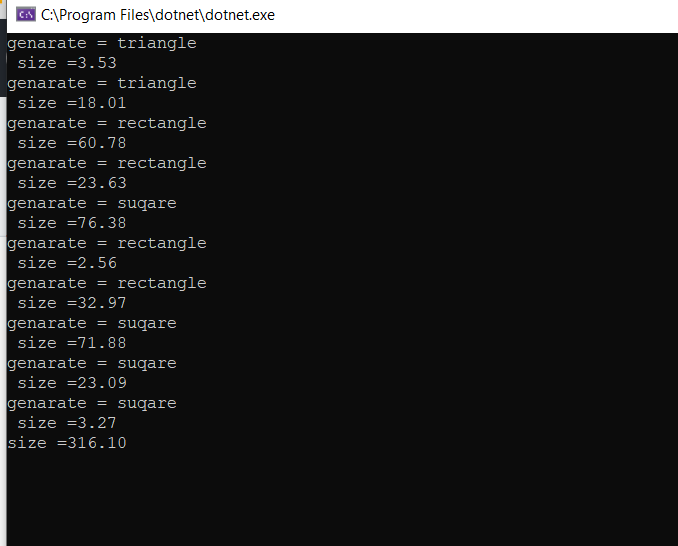 C:\Program Files\dotnet\dotnet.exe
genarate = triangle
size =3.53
genarate = triangle
size =18.01
genarate = rectangle
size =60.78
genarate = rectangle
size =23.63
genarate = suqare
size =76.38
genarate = rectangle
size =2.56
genarate = rectangle
size =32.97
genarate = suqare
size =71.88
genarate = suqare
size =23.09
genarate = suqare
size =3.27
size =316.10